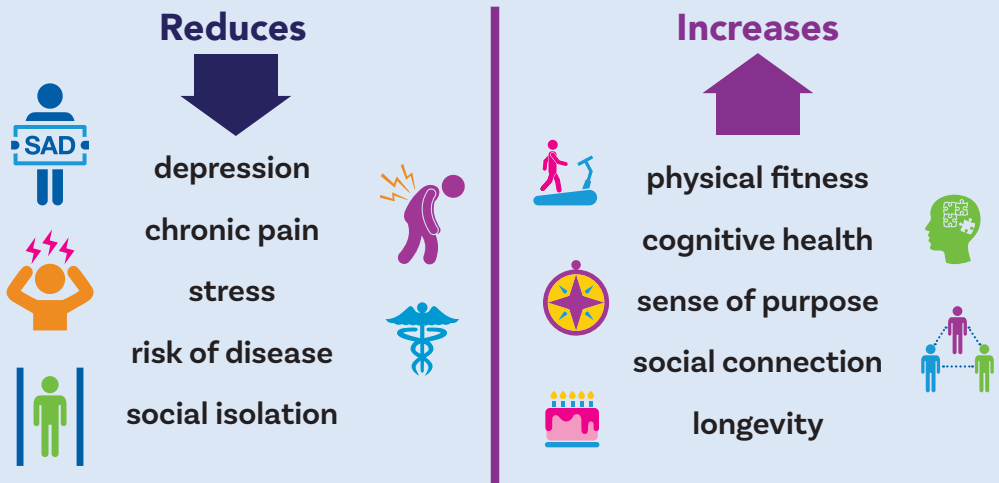 Reduces
SAD
depression
chronic pain
stress
risk of disease
social isolation
Increases
physical fitness
cognitive health
sense of purpose
social connection
longevity